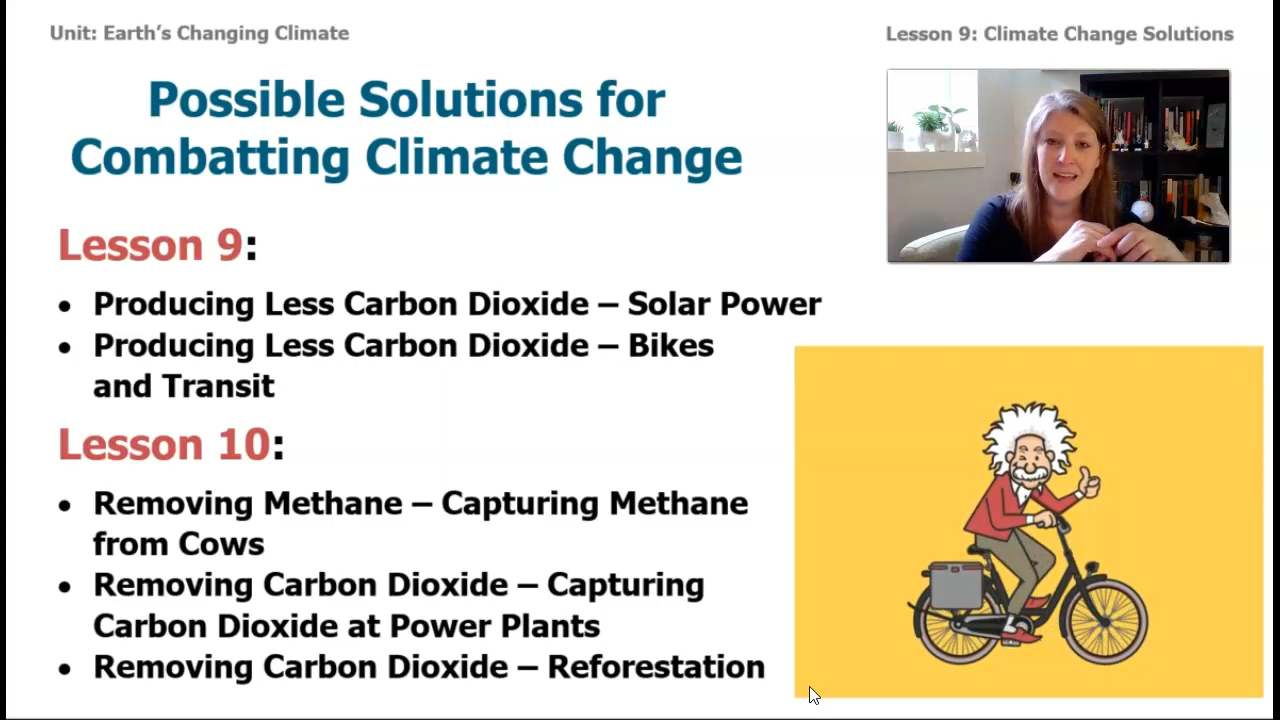 Unit: Earth's Changing Climate
Lesson 9: Climate Change Solutions
Possible Solutions for
Combatting Climate Change
Lesson 9:
• Producing Less Carbon Dioxide – Solar Power
• Producing Less Carbon Dioxide – Bikes
and Transit
Lesson 10:
• Removing Methane – Capturing Methane
from Cows
• Removing Carbon Dioxide – Capturing
Carbon Dioxide at Power Plants
• Removing Carbon Dioxide – Reforestation